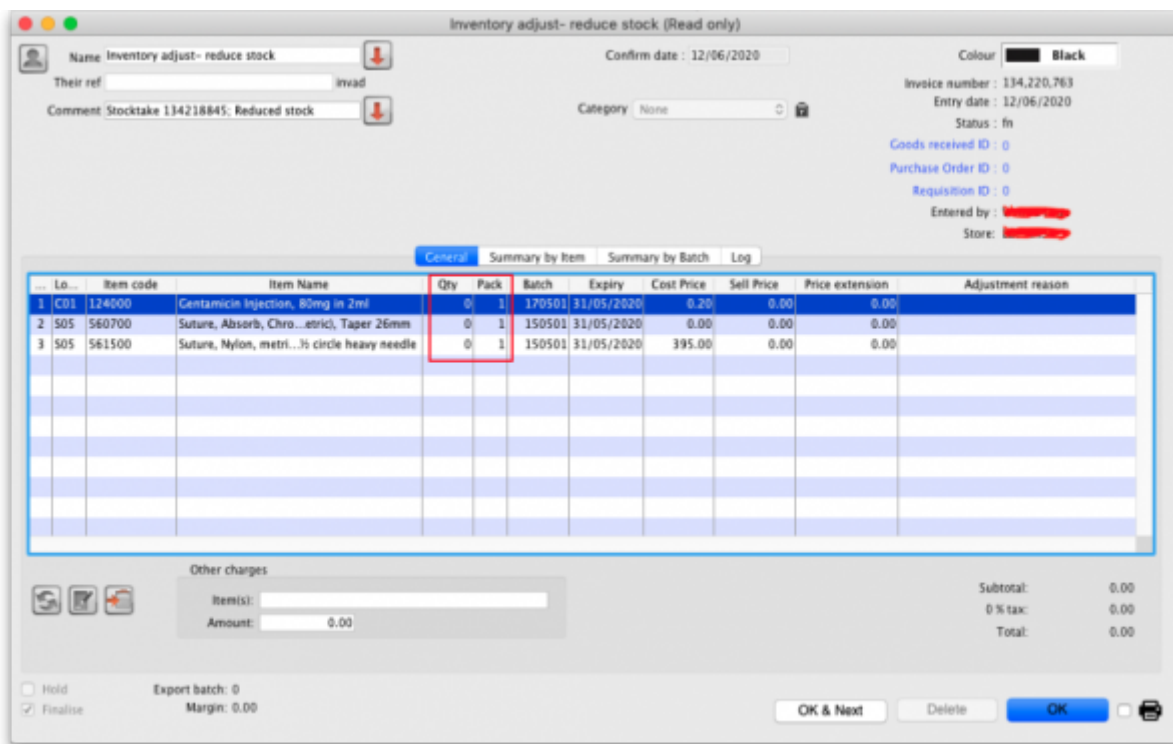 Inventory adjust- reduce stock (Read only)
Name Inventory adjust- reduce stock
Confirm date : 12/06/2020
Colour Black
Their ref invad
Invoice number : 134,220,763
Comment Stocktake 134218845; Reduced stock
Category None
Entry date : 12/06/2020
Status : fn
Goods received ID : 0
Purchase Order ID : 0
Requisition ID : 0
Entered by :
Store:
General Summary by Item Summary by Batch Log
... Lo... Item code Item Name Qty Pack Batch Expiry Cost Price Sell Price Price extension Adjustment reason
1 C01 124000 Gentamicin Injection, 80mg in 2ml 0 1 170501 31/05/2020 0.20 0.00 0.00
2 S05 560700 Suture, Absorb, Chro...etric), Taper 26mm 0 1 150501 31/05/2020 0.00 0.00 0.00
3 S05 561500 Suture, Nylon, metri...½ circle heavy needle 0 1 150501 31/05/2020 395.00 0.00 0.00
Other charges
Item(s):
Amount: 0.00
Subtotal: 0.00
0 % tax: 0.00
Total: 0.00
Hold Export batch: 0
Finalise Margin: 0.00
OK & Next Delete OK